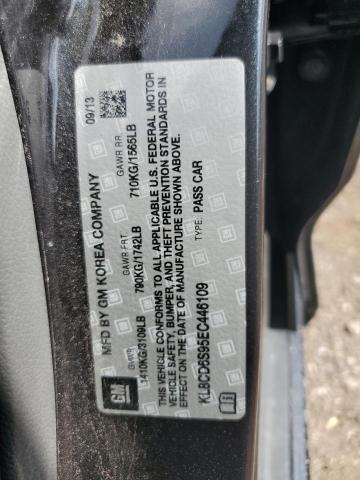 MFD BY GM KOREA COMPANY 09/13
GVWR GAWR FRT GAWR RR
1410KG/3109LB 790KG/1742LB 710KG/1565LB
THIS VEHICLE CONFORMS TO ALL APPLICABLE U.S. FEDERAL MOTOR
VEHICLE SAFETY, BUMPER, AND THEFT PREVENTION STANDARDS IN
EFFECT ON THE DATE OF MANUFACTURE SHOWN ABOVE.
TYPE: PASS CAR
KL8CD6S95EC446109
GM